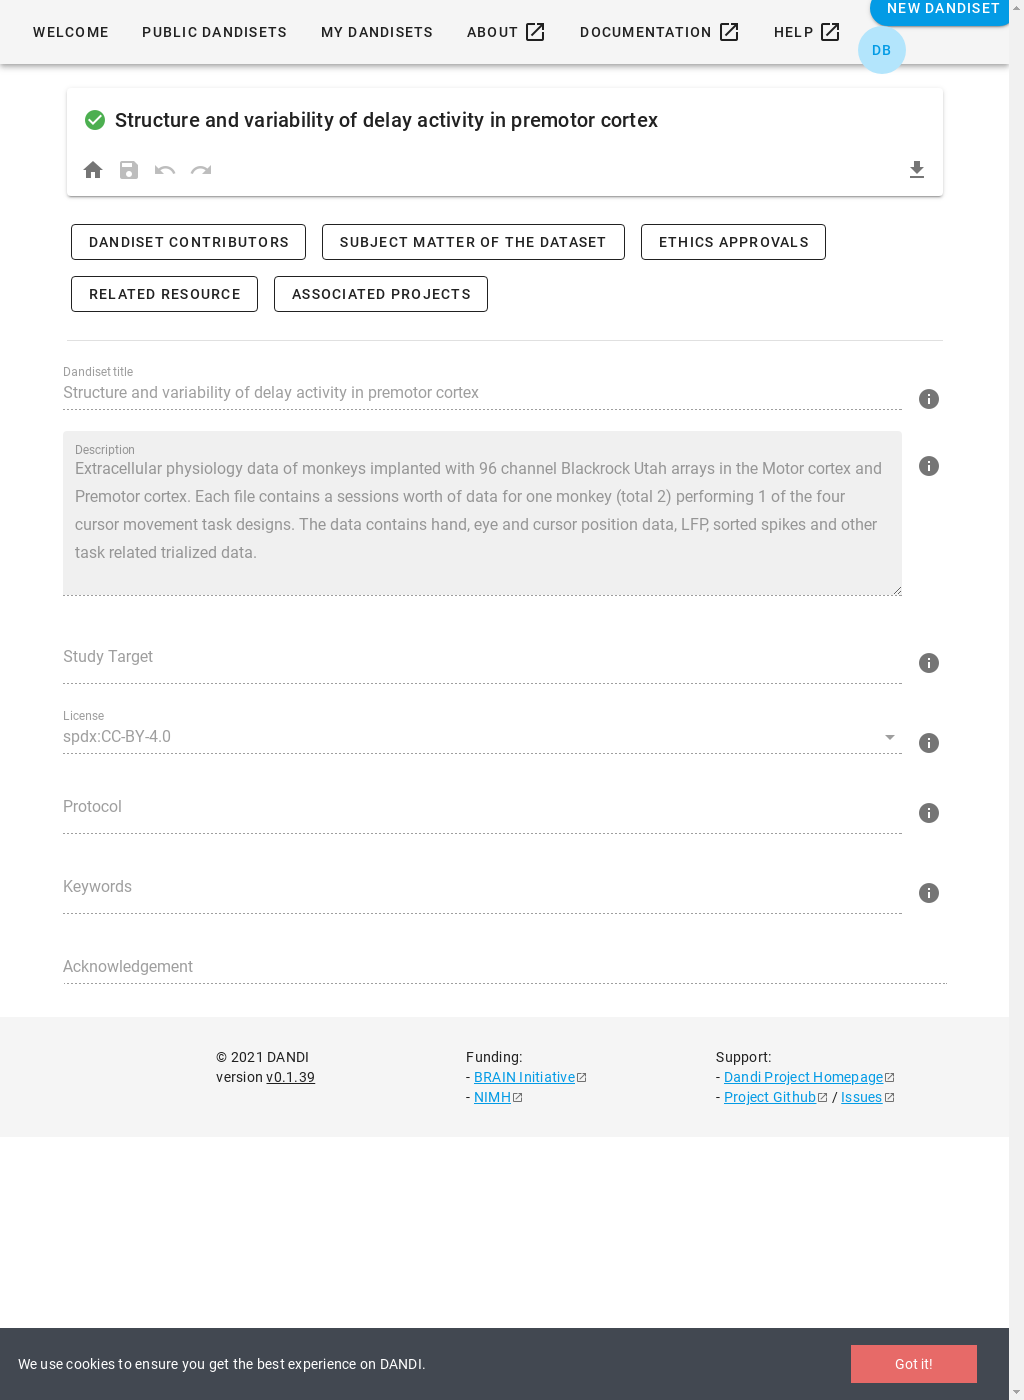 WELCOME PUBLIC DANDISETS MY DANDISETS ABOUT DOCUMENTATION HELP NEW DANDISET
DB
Structure and variability of delay activity in premotor cortex
DANDISET CONTRIBUTORS SUBJECT MATTER OF THE DATASET ETHICS APPROVALS
RELATED RESOURCE ASSOCIATED PROJECTS
Dandiset title
Structure and variability of delay activity in premotor cortex
Description
Extracellular physiology data of monkeys implanted with 96 channel Blackrock Utah arrays in the Motor cortex and
Premotor cortex. Each file contains a sessions worth of data for one monkey (total 2) performing 1 of the four
cursor movement task designs. The data contains hand, eye and cursor position data, LFP, sorted spikes and other
task related trialized data.
Study Target
License
spdx:CC-BY-4.0
Protocol
Keywords
Acknowledgement
© 2021 DANDI
version v0.1.39
Funding:
- BRAIN Initiative
- NIMH
Support:
- Dandi Project Homepage
- Project Github / Issues
We use cookies to ensure you get the best experience on DANDI.
Got it!